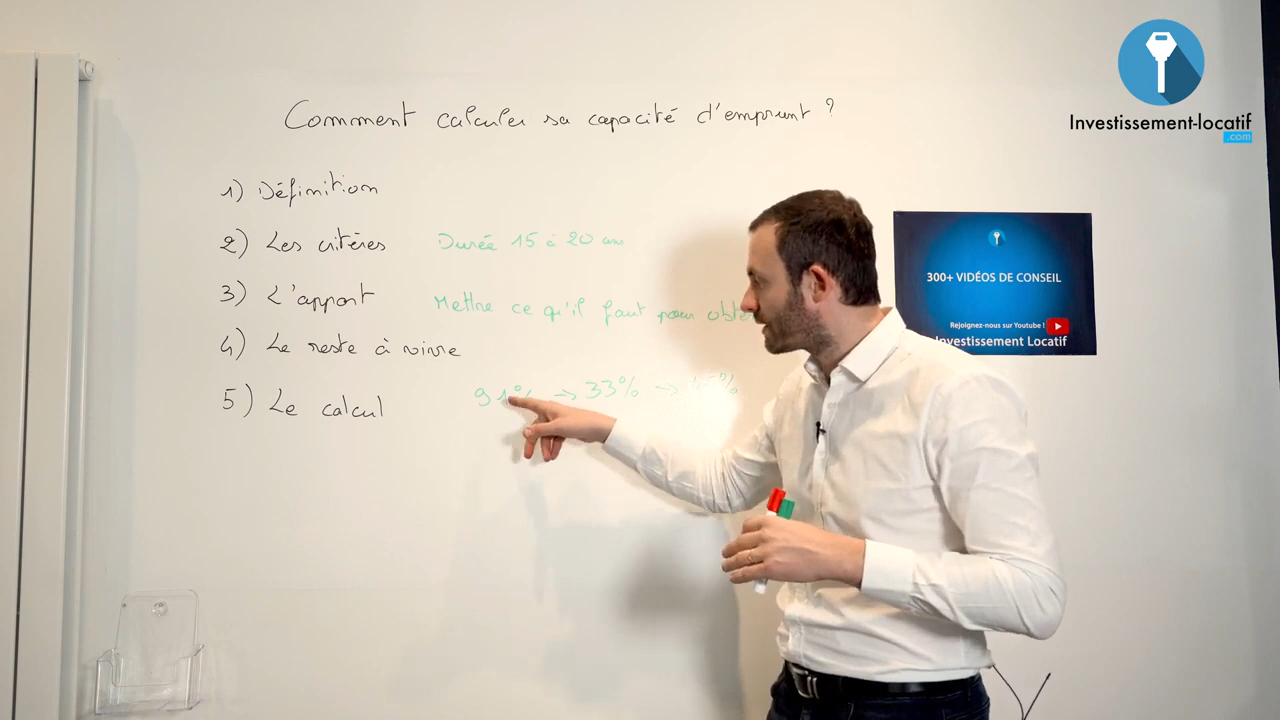 Investissement-locatif
.com
Comment calculer sa capacité d'emprunt ?
1) Définition
2) Les critères Durée 15 à 20 ans
3) L'apport Mettre ce qu'il faut pour
4) Le reste à vivre
5) Le calcul → 33% →
300+ VIDÉOS DE CONSEIL
Rejoignez-nous sur Youtube !
Investissement Locatif